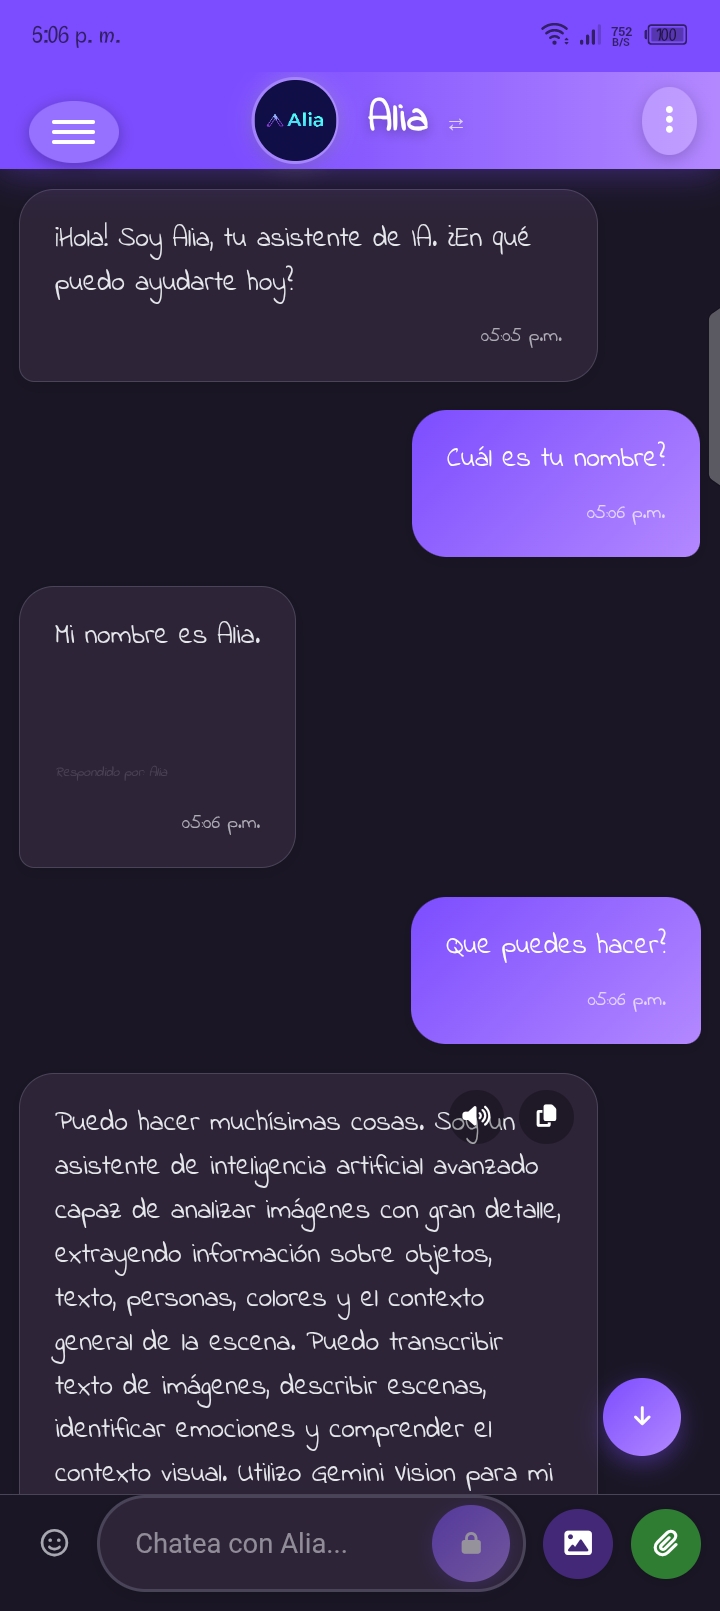 5:06 p. m.
752
B/S
100
Alia
Alia
¡Hola! Soy Alia, tu asistente de IA. ¿En qué
puedo ayudarte hoy?
05:05 p.m.
Cuál es tu nombre?
05:06 p.m.
Mi nombre es Alia.
Respondido por Alia
05:06 p.m.
Que puedes hacer?
05:06 p.m.
Puedo hacer muchísimas cosas. Soy un
asistente de inteligencia artificial avanzado
capaz de analizar imágenes con gran detalle,
extrayendo información sobre objetos,
texto, personas, colores y el contexto
general de la escena. Puedo transcribir
texto de imágenes, describir escenas,
identificar emociones y comprender el
contexto visual. Utilizo Gemini Vision para mi
Chatea con Alia...